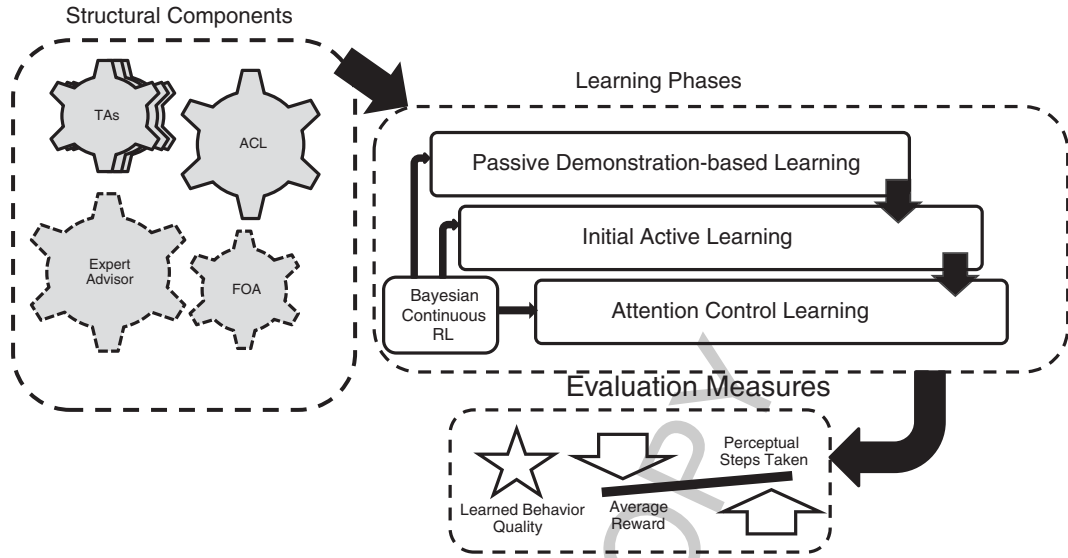 Structural Components
TAs
ACL
Expert
Advisor
FOA
Learning Phases
Passive Demonstration-based Learning
Initial Active Learning
Bayesian
Continuous
RL
Attention Control Learning
Evaluation Measures
Learned Behavior
Quality
Average
Reward
Perceptual
Steps Taken
OPY